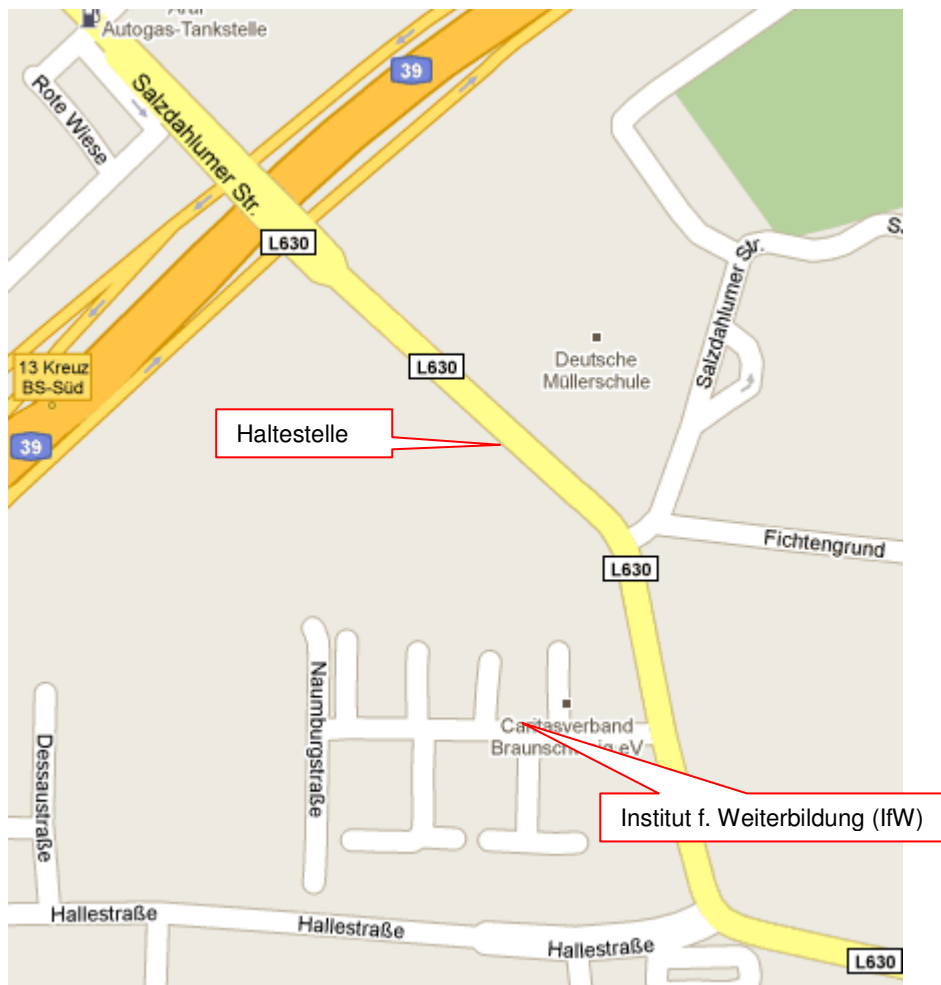 Autogas-Tankstelle
39
Rote Wiese
Salzdahlumer Str.
L630
S
Salzdahlumer Str.
13 Kreuz
BS-Süd
L630
Deutsche
Müllerschule
39
Haltestelle
Fichtengrund
L630
Naumburgstraße
Caritasverband
Braunschweig eV
Dessaustraße
Institut f. Weiterbildung (IfW)
Hallestraße
Hallestraße
Hallestraße
L630